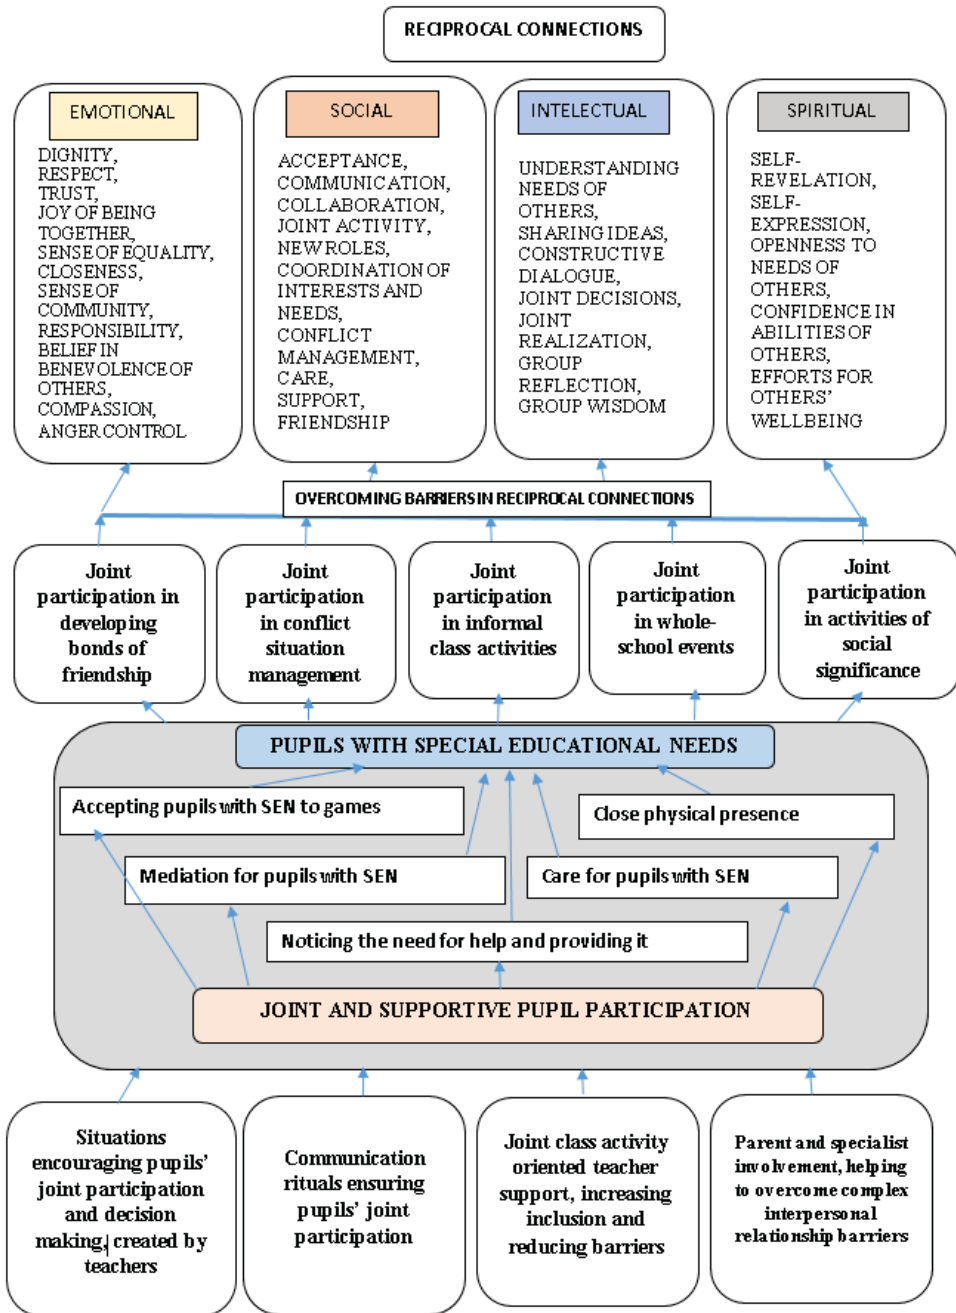 RECIPROCAL CONNECTIONS
EMOTIONAL
DIGNITY,
RESPECT,
TRUST,
JOY OF BEING
TOGETHER,
SENSE OF EQUALITY,
CLOSENESS,
SENSE OF
COMMUNITY,
RESPONSIBILITY,
BELIEF IN
BENEVOLENCE OF
OTHERS,
COMPASSION,
ANGER CONTROL
SOCIAL
ACCEPTANCE,
COMMUNICATION,
COLLABORATION,
JOINT ACTIVITY,
NEW ROLES,
COORDINATION OF
INTERESTS AND
NEEDS,
CONFLICT
MANAGEMENT,
CARE,
SUPPORT,
FRIENDSHIP
INTELECTUAL
UNDERSTANDING
NEEDS OF
OTHERS,
SHARING IDEAS,
CONSTRUCTIVE
DIALOGUE,
JOINT DECISIONS,
JOINT
REALIZATION,
GROUP
REFLECTION,
GROUP WISDOM
SPIRITUAL
SELF-
REVELATION,
SELF-
EXPRESSION,
OPENNESS TO
NEEDS OF
OTHERS,
CONFIDENCE IN
ABILITIES OF
OTHERS,
EFFORTS FOR
OTHERS'
WELLBEING
OVERCOMING BARRIERS IN RECIPROCAL CONNECTIONS
Joint
participation in
developing
bonds of
friendship
Joint
participation
in conflict
situation
management
Joint
participation
in informal
class activities
Joint
participation
in whole-
school events
Joint
participation
in activities of
social
significance
PUPILS WITH SPECIAL EDUCATIONAL NEEDS
Accepting pupils with SEN to games
Close physical presence
Mediation for pupils with SEN
Care for pupils with SEN
Noticing the need for help and providing it
JOINT AND SUPPORTIVE PUPIL PARTICIPATION
Situations
encouraging pupils'
joint participation
and decision
making, created by
teachers
Communication
rituals ensuring
pupils' joint
participation
Joint class activity
oriented teacher
support, increasing
inclusion and
reducing barriers
Parent and specialist
involvement, helping
to overcome complex
interpersonal
relationship barriers